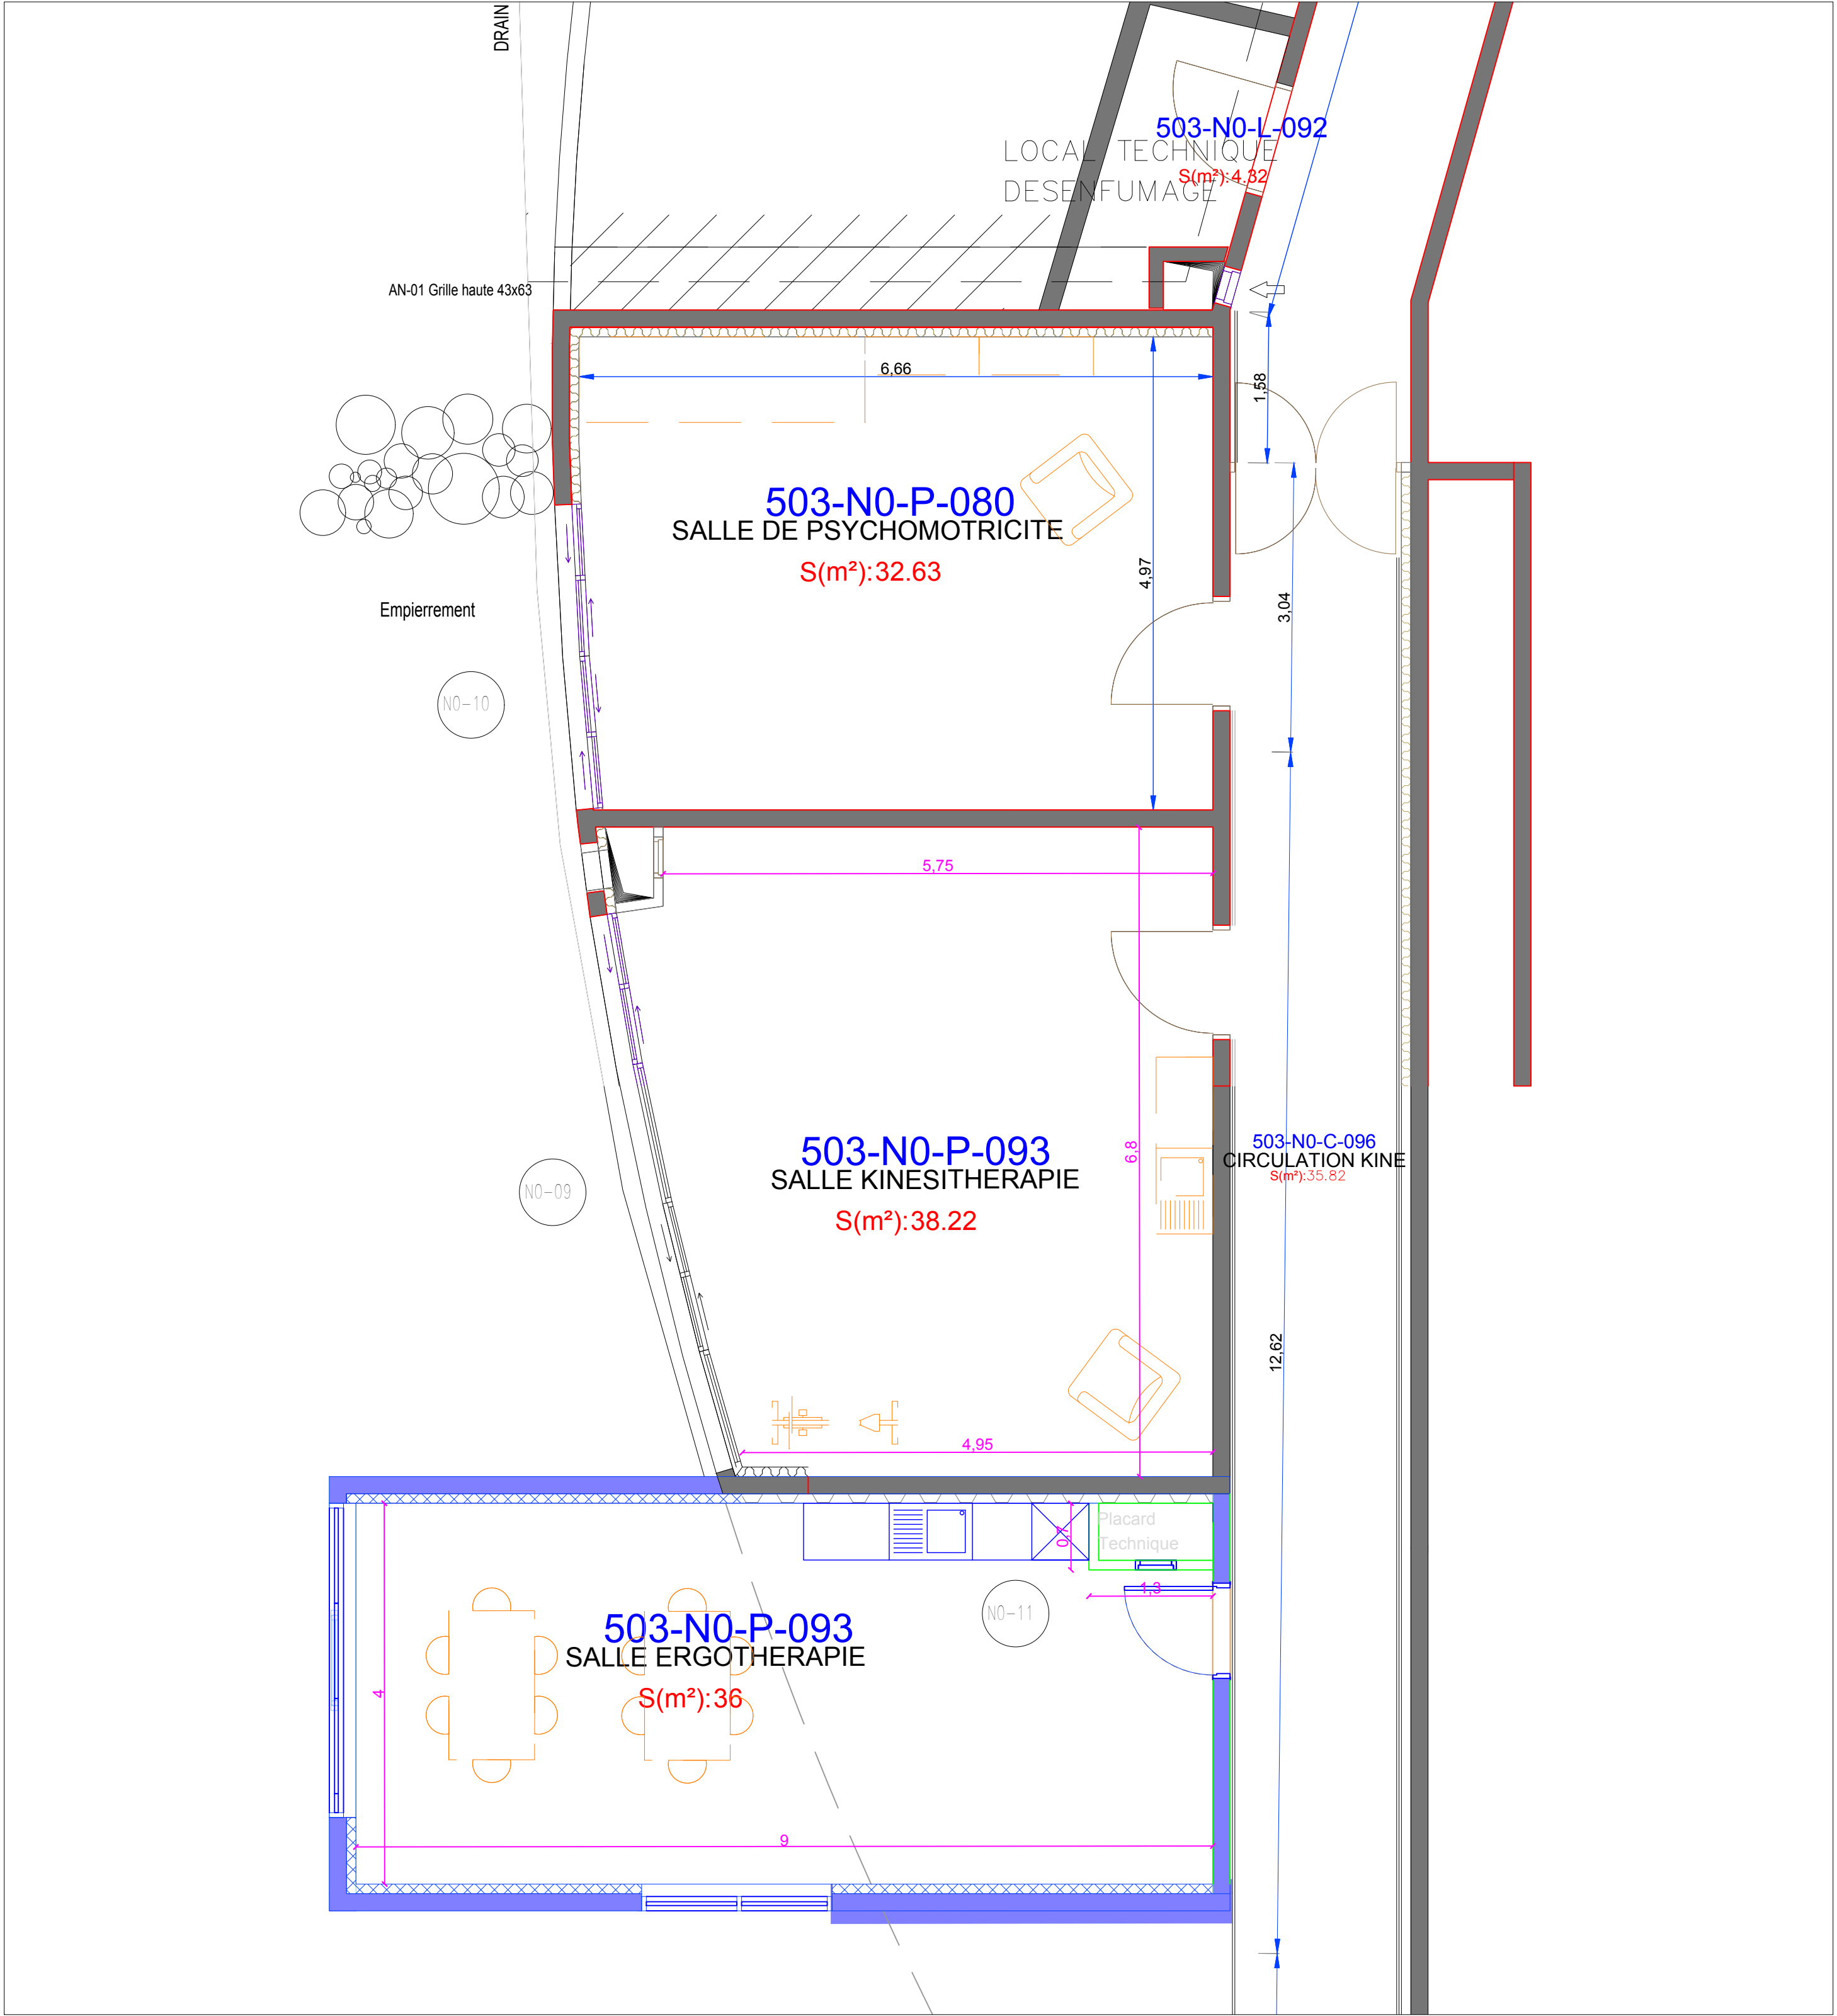 DRAIN
503-N0-L-092
LOCAL TECHNIQUE
S(m²):4.32
DESENFUMAGE
AN-01 Grille haute 43x63
6,66
1,58
503-N0-P-080
SALLE DE PSYCHOMOTRICITE
S(m²):32.63
4,97
3,04
Empierrement
N0-10
5,75
503-N0-P-093
SALLE KINESITHERAPIE
S(m²):38.22
6,8
503-N0-C-096
CIRCULATION KINE
S(m²):35.82
N0-09
12,62
4,95
Placard
Technique
0,7
1,3
N0-11
503-N0-P-093
SALLE ERGOTHERAPIE
S(m²):36
4
9